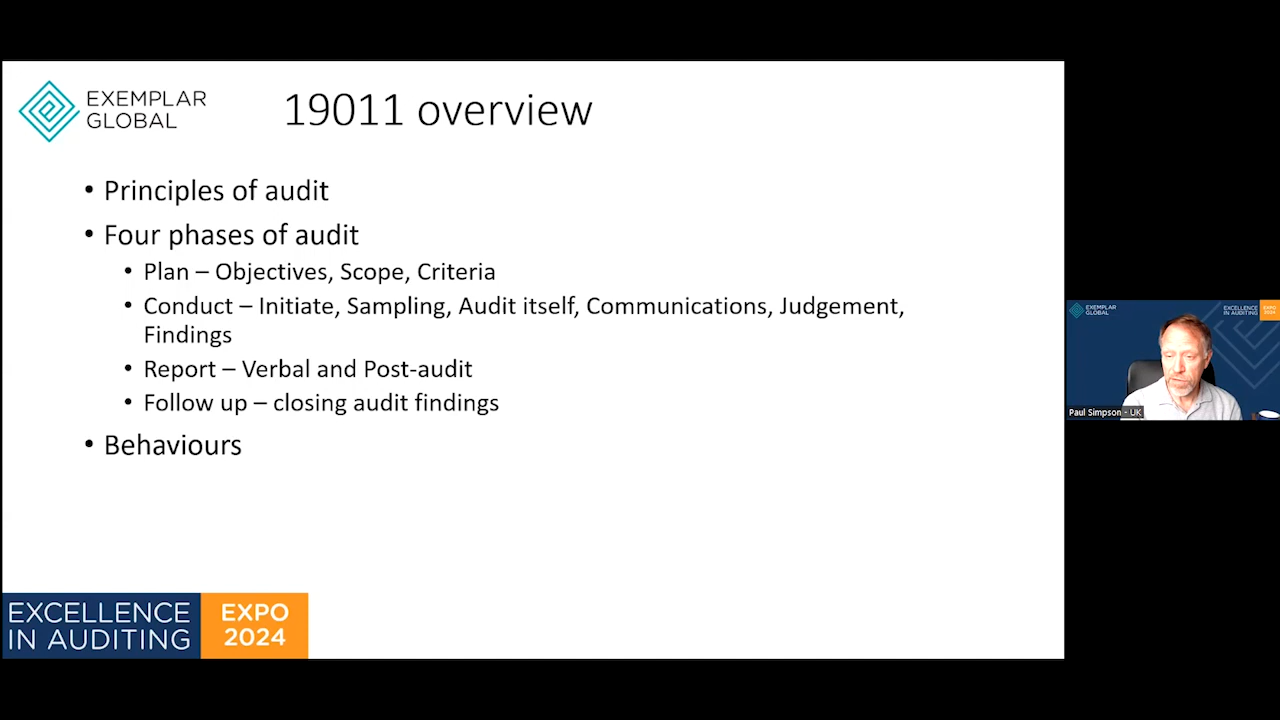 EXEMPLAR
GLOBAL
19011 overview
• Principles of audit
• Four phases of audit
• Plan – Objectives, Scope, Criteria
• Conduct – Initiate, Sampling, Audit itself, Communications, Judgement,
Findings
• Report – Verbal and Post-audit
• Follow up – closing audit findings
• Behaviours
EXCELLENCE
IN AUDITING
EXPO
2024
EXEMPLAR
GLOBAL
EXCELLENCE
IN AUDITING
EXPO
2024
Paul Simpson - UK